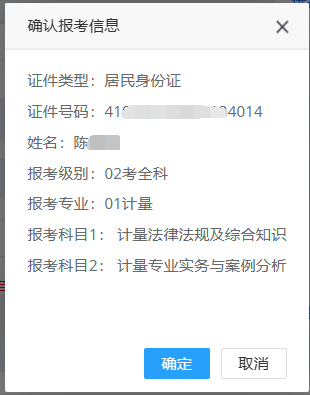 确认报考信息
证件类型：居民身份证
证件号码：41 4014
姓名：陈
报考级别：02考全科
报考专业：01计量
报考科目1： 计量法律法规及综合知识
报考科目2： 计量专业实务与案例分析
确定
取消